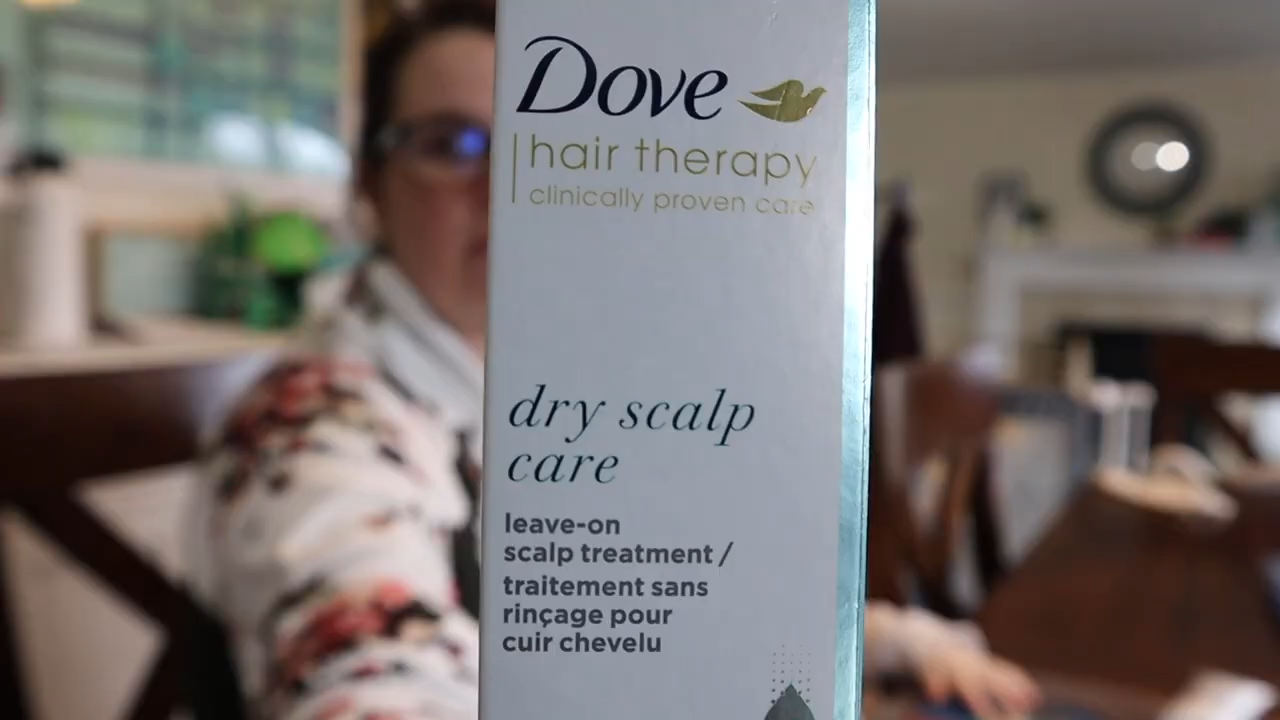 Dove
hair therapy
clinically proven care
dry scalp
care
leave-on
scalp treatment /
traitement sans
rinçage pour
cuir chevelu